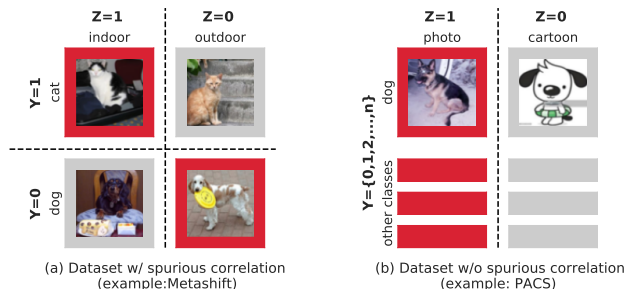 Z=1 Z=0
indoor outdoor
Y=1
cat
Y=0
dog
(a) Dataset w/ spurious correlation
(example:Metashift)
Z=1 Z=0
photo cartoon
Y={0,1,2,...,n}
dog
other classes
(b) Dataset w/o spurious correlation
(example: PACS)